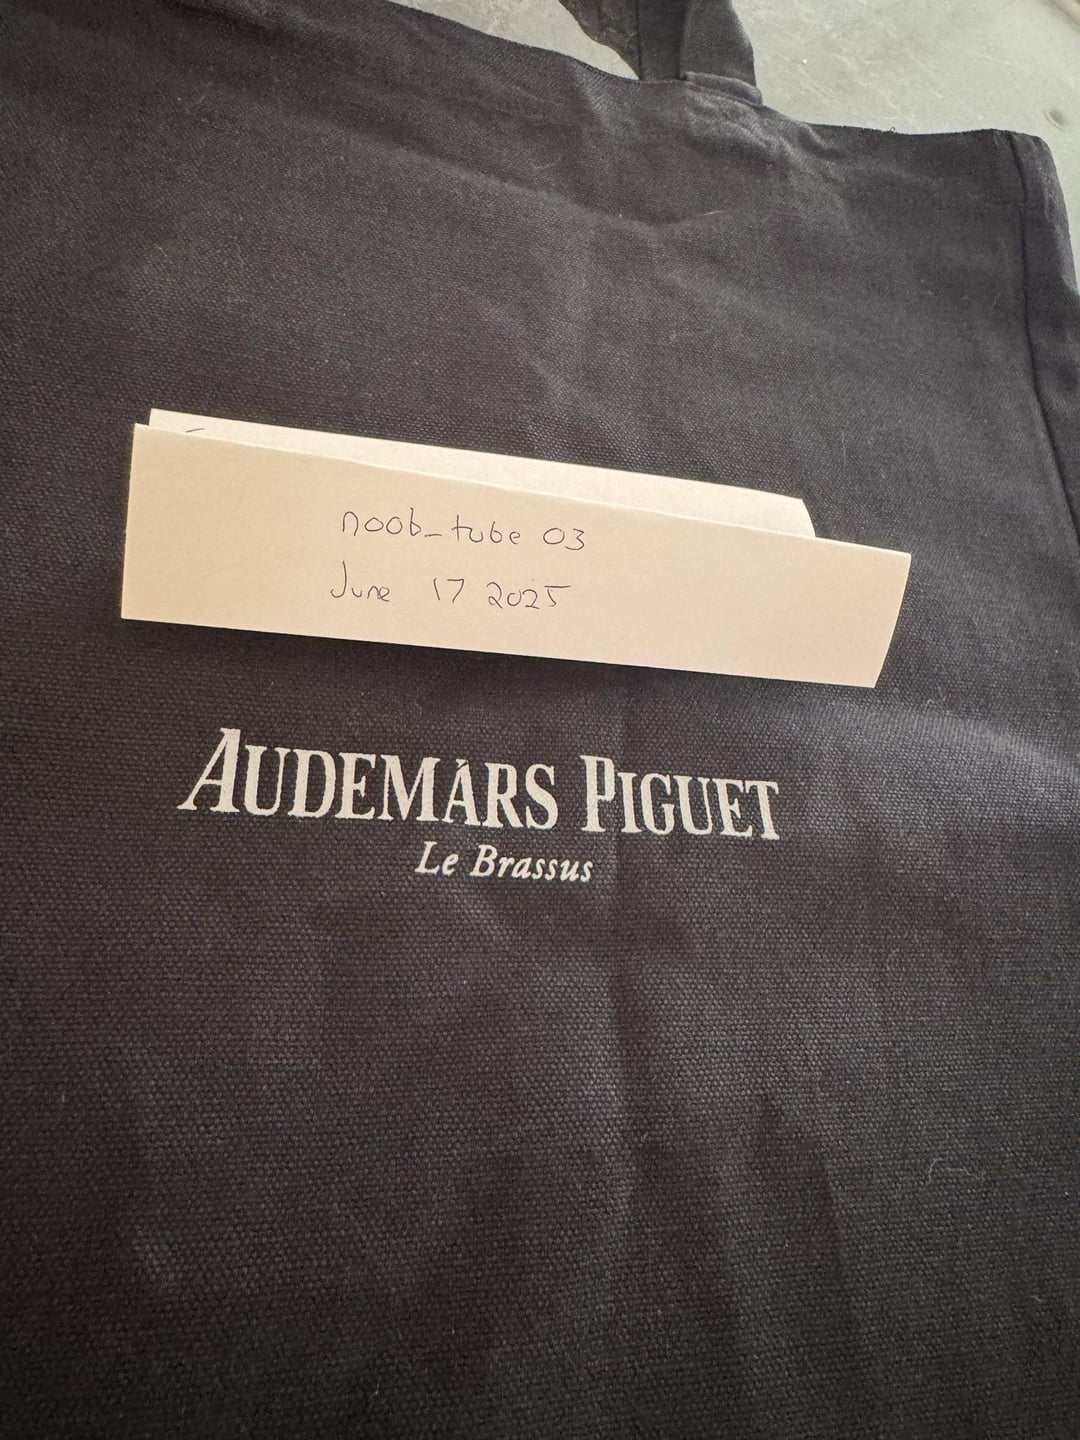 noob_tube 03
June 17 2025
AUDEMARS PIGUET
Le Brassus